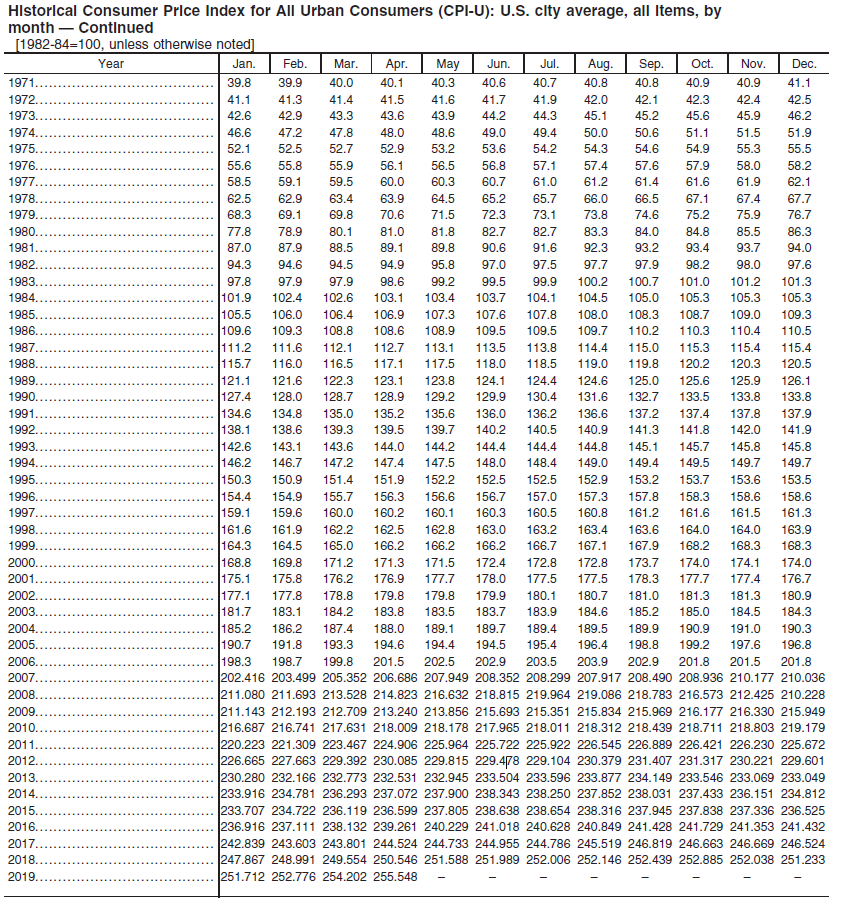 Historical Consumer Price Index for All Urban Consumers (CPI-U): U.S. city average, all items, by
month — Continued
[1982-84=100, unless otherwise noted]
Year Jan. Feb. Mar. Apr. May Jun. Jul. Aug. Sep. Oct. Nov. Dec.
1971 39.8 39.9 40.0 40.1 40.3 40.6 40.7 40.8 40.8 40.9 40.9 41.1
1972 41.1 41.3 41.4 41.5 41.6 41.7 41.9 42.0 42.1 42.3 42.4 42.5
1973 42.6 42.9 43.3 43.6 43.9 44.2 44.3 45.1 45.2 45.6 45.9 46.2
1974 46.6 47.2 47.8 48.0 48.6 49.0 49.4 50.0 50.6 51.1 51.5 51.9
1975 52.1 52.5 52.7 52.9 53.2 53.6 54.2 54.3 54.6 54.9 55.3 55.5
1976 55.6 55.8 55.9 56.1 56.5 56.8 57.1 57.4 57.6 57.9 58.0 58.2
1977 58.5 59.1 59.5 60.0 60.3 60.7 61.0 61.2 61.4 61.6 61.9 62.1
1978 62.5 62.9 63.4 63.9 64.5 65.2 65.7 66.0 66.5 67.1 67.4 67.7
1979 68.3 69.1 69.8 70.6 71.5 72.3 73.1 73.8 74.6 75.2 75.9 76.7
1980 77.8 78.9 80.1 81.0 81.8 82.7 82.7 83.3 84.0 84.8 85.5 86.3
1981 87.0 87.9 88.5 89.1 89.8 90.6 91.6 92.3 93.2 93.4 93.7 94.0
1982 94.3 94.6 94.5 94.9 95.8 97.0 97.5 97.7 97.9 98.2 98.0 97.6
1983 97.8 97.9 97.9 98.6 99.2 99.5 99.9 100.2 100.7 101.0 101.2 101.3
1984 101.9 102.4 102.6 103.1 103.4 103.7 104.1 104.5 105.0 105.3 105.3 105.3
1985 105.5 106.0 106.4 106.9 107.3 107.6 107.8 108.0 108.3 108.7 109.0 109.3
1986 109.6 109.3 108.8 108.6 108.9 109.5 109.5 109.7 110.2 110.3 110.4 110.5
1987 111.2 111.6 112.1 112.7 113.1 113.5 113.8 114.4 115.0 115.3 115.4 115.4
1988 115.7 116.0 116.5 117.1 117.5 118.0 118.5 119.0 119.8 120.2 120.3 120.5
1989 121.1 121.6 122.3 123.1 123.8 124.1 124.4 124.6 125.0 125.6 125.9 126.1
1990 127.4 128.0 128.7 128.9 129.2 129.9 130.4 131.6 132.7 133.5 133.8 133.8
1991 134.6 134.8 135.0 135.2 135.6 136.0 136.2 136.6 137.2 137.4 137.8 137.9
1992 138.1 138.6 139.3 139.5 139.7 140.2 140.5 140.9 141.3 141.8 142.0 141.9
1993 142.6 143.1 143.6 144.0 144.2 144.4 144.4 144.8 145.1 145.7 145.8 145.8
1994 146.2 146.7 147.2 147.4 147.5 148.0 148.4 149.0 149.4 149.5 149.7 149.7
1995 150.3 150.9 151.4 151.9 152.2 152.5 152.5 152.9 153.2 153.7 153.6 153.5
1996 154.4 154.9 155.7 156.3 156.6 156.7 157.0 157.3 157.8 158.3 158.6 158.6
1997 159.1 159.6 160.0 160.2 160.1 160.3 160.5 160.8 161.2 161.6 161.5 161.3
1998 161.6 161.9 162.2 162.5 162.8 163.0 163.2 163.4 163.6 164.0 164.0 163.9
1999 164.3 164.5 165.0 166.2 166.2 166.2 166.7 167.1 167.9 168.2 168.3 168.3
2000 168.8 169.8 171.2 171.3 171.5 172.4 172.8 172.8 173.7 174.0 174.1 174.0
2001 175.1 175.8 176.2 176.9 177.7 178.0 177.5 177.5 178.3 177.7 177.4 176.7
2002 177.1 177.8 178.8 179.8 179.8 179.9 180.1 180.7 181.0 181.3 181.3 180.9
2003 181.7 183.1 184.2 183.8 183.5 183.7 183.9 184.6 185.2 185.0 184.5 184.3
2004 185.2 186.2 187.4 188.0 189.1 189.7 189.4 189.5 189.9 190.9 191.0 190.3
2005 190.7 191.8 193.3 194.6 194.4 194.5 195.4 196.4 198.8 199.2 197.6 196.8
2006 198.3 198.7 199.8 201.5 202.5 202.9 203.5 203.9 202.9 201.8 201.5 201.8
2007 202.416 203.499 205.352 206.686 207.949 208.352 208.299 207.917 208.490 208.936 210.177 210.036
2008 211.080 211.693 213.528 214.823 216.632 218.815 219.964 219.086 218.783 216.573 212.425 210.228
2009 211.143 212.193 212.709 213.240 213.856 215.693 215.351 215.834 215.969 216.177 216.330 215.949
2010 216.687 216.741 217.631 218.009 218.178 217.965 218.011 218.312 218.439 218.711 218.803 219.179
2011 220.223 221.309 223.467 224.906 225.964 225.722 225.922 226.545 226.889 226.421 226.230 225.672
2012 226.665 227.663 229.392 230.085 229.815 229.478 229.104 230.379 231.407 231.317 230.221 229.601
2013 230.280 232.166 232.773 232.531 232.945 233.504 233.596 233.877 234.149 233.546 233.069 233.049
2014 233.916 234.781 236.293 237.072 237.900 238.343 238.250 237.852 238.031 237.433 236.151 234.812
2015 233.707 234.722 236.119 236.599 237.805 238.638 238.654 238.316 237.945 237.838 237.336 236.525
2016 236.916 237.111 238.132 239.261 240.229 241.018 240.628 240.849 241.428 241.729 241.353 241.432
2017 242.839 243.603 243.801 244.524 244.733 244.955 244.786 245.519 246.819 246.663 246.669 246.524
2018 247.867 248.991 249.554 250.546 251.588 251.989 252.006 252.146 252.439 252.885 252.038 251.233
2019 251.712 252.776 254.202 255.548 – – – – – – – –